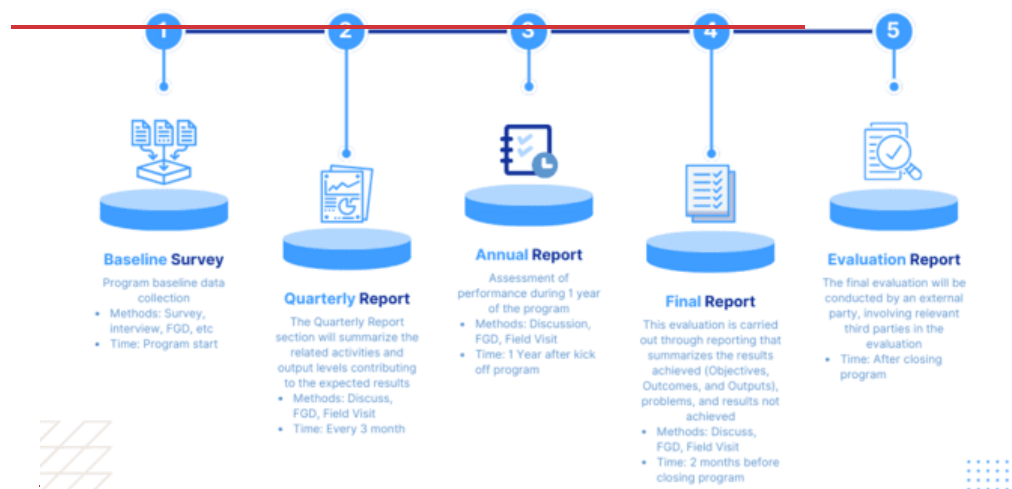 1
2
3
4
5
Baseline Survey
Program baseline data
collection
• Methods: Survey,
Interview, FGD, etc
• Time: Program start
Quarterly Report
The Quarterly Report
section will summarize the
related activities and
output levels contributing
to the expected results
• Methods: Discuss,
FGD, Field Visit
• Time: Every 3 month
Annual Report
Assessment of
performance during 1 year
of the program
• Methods: Discussion,
FGD, Field Visit
• Time: 1 Year after kick
off program
Final Report
This evaluation is carried
out through reporting that
summarizes the results
achieved (Objectives,
Outcomes, and Outputs),
problems, and results not
achieved
• Methods: Discuss,
FGD, Field Visit
• Time: 2 months before
closing program
Evaluation Report
The final evaluation will be
conducted by an external
party, involving relevant
third parties in the
evaluation
• Time: After closing
program